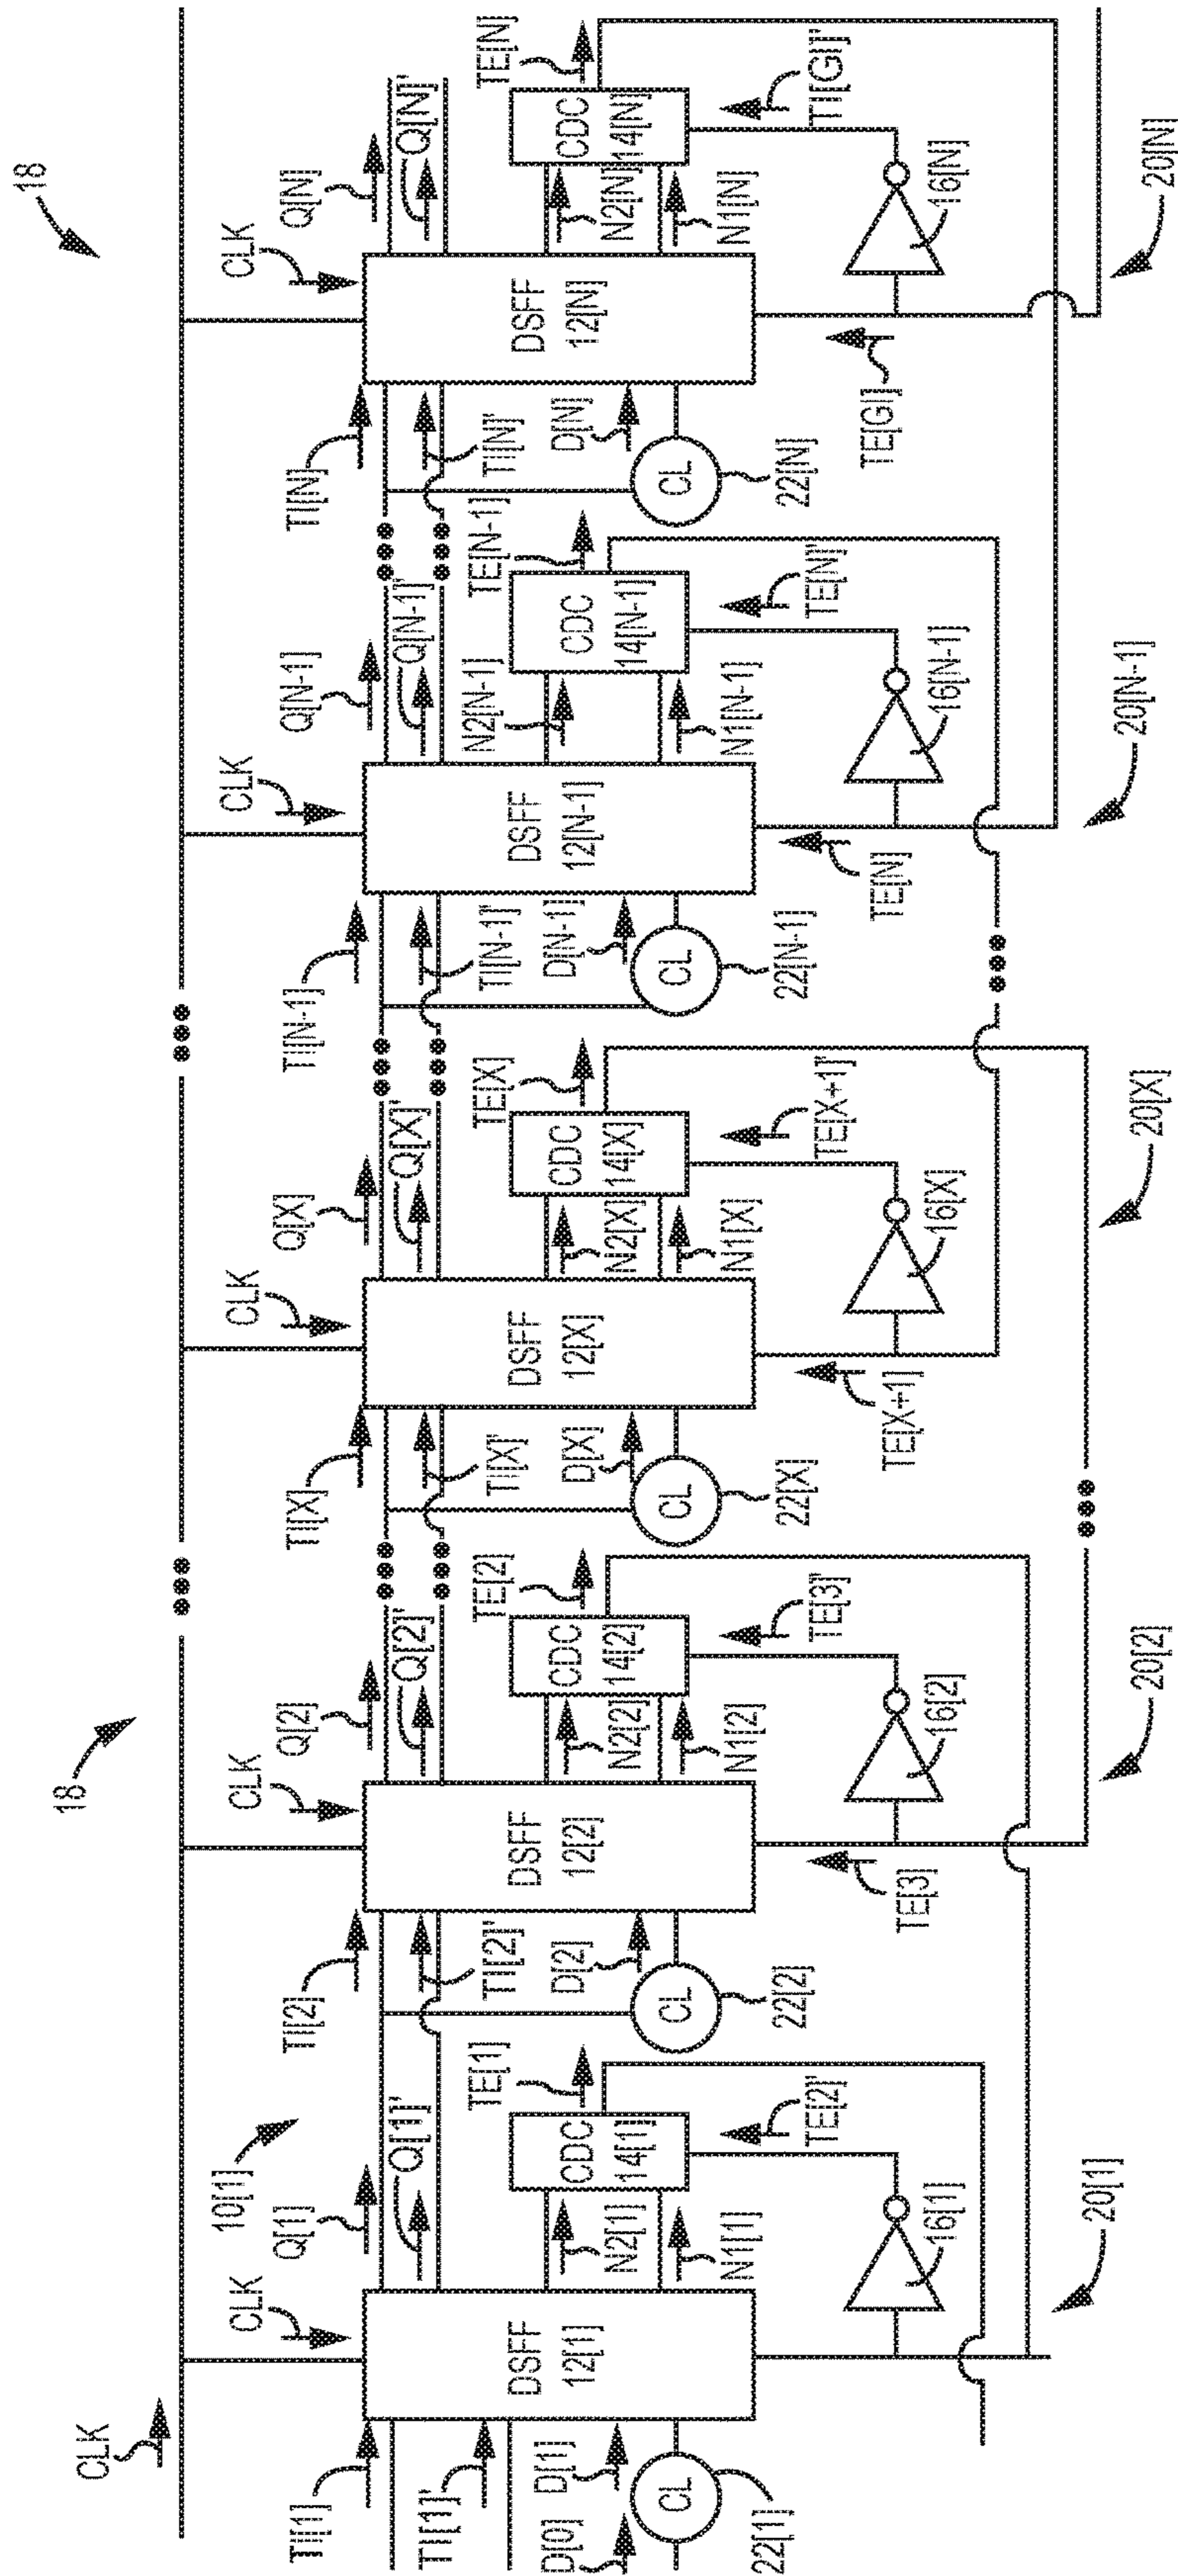 18
18
CLK
10[1]
CLK
Q[1]
Q[1]'
TI[1]
TI[1]'
D[0]
D[1]
CL
22[1]
DSFF
12[1]
N2[1]
N1[1]
CDC
14[1]
TE[1]
TE[2]'
16[1]
20[1]
CLK
Q[2]
Q[2]'
TI[2]
TI[2]'
D[2]
CL
22[2]
DSFF
12[2]
N2[2]
N1[2]
CDC
14[2]
TE[2]
TE[3]'
TE[3]
16[2]
20[2]
CLK
Q[X]
Q[X]'
TI[X]
TI[X]'
D[X]
CL
22[X]
DSFF
12[X]
N2[X]
N1[X]
CDC
14[X]
TE[X]
TE[X+1]'
TE[X+1]
16[X]
20[X]
CLK
Q[N-1]
Q[N-1]'
TI[N-1]
TI[N-1]'
D[N-1]
CL
22[N-1]
DSFF
12[N-1]
N2[N-1]
N1[N-1]
CDC
14[N-1]
TE[N-1]
TE[N]'
TE[N]
16[N-1]
20[N-1]
CLK
Q[N]
Q[N]'
TI[N]
TI[N]'
D[N]
CL
22[N]
DSFF
12[N]
N2[N]
N1[N]
CDC
14[N]
TE[N]
TI[GI]'
TE[GI]
16[N]
20[N]